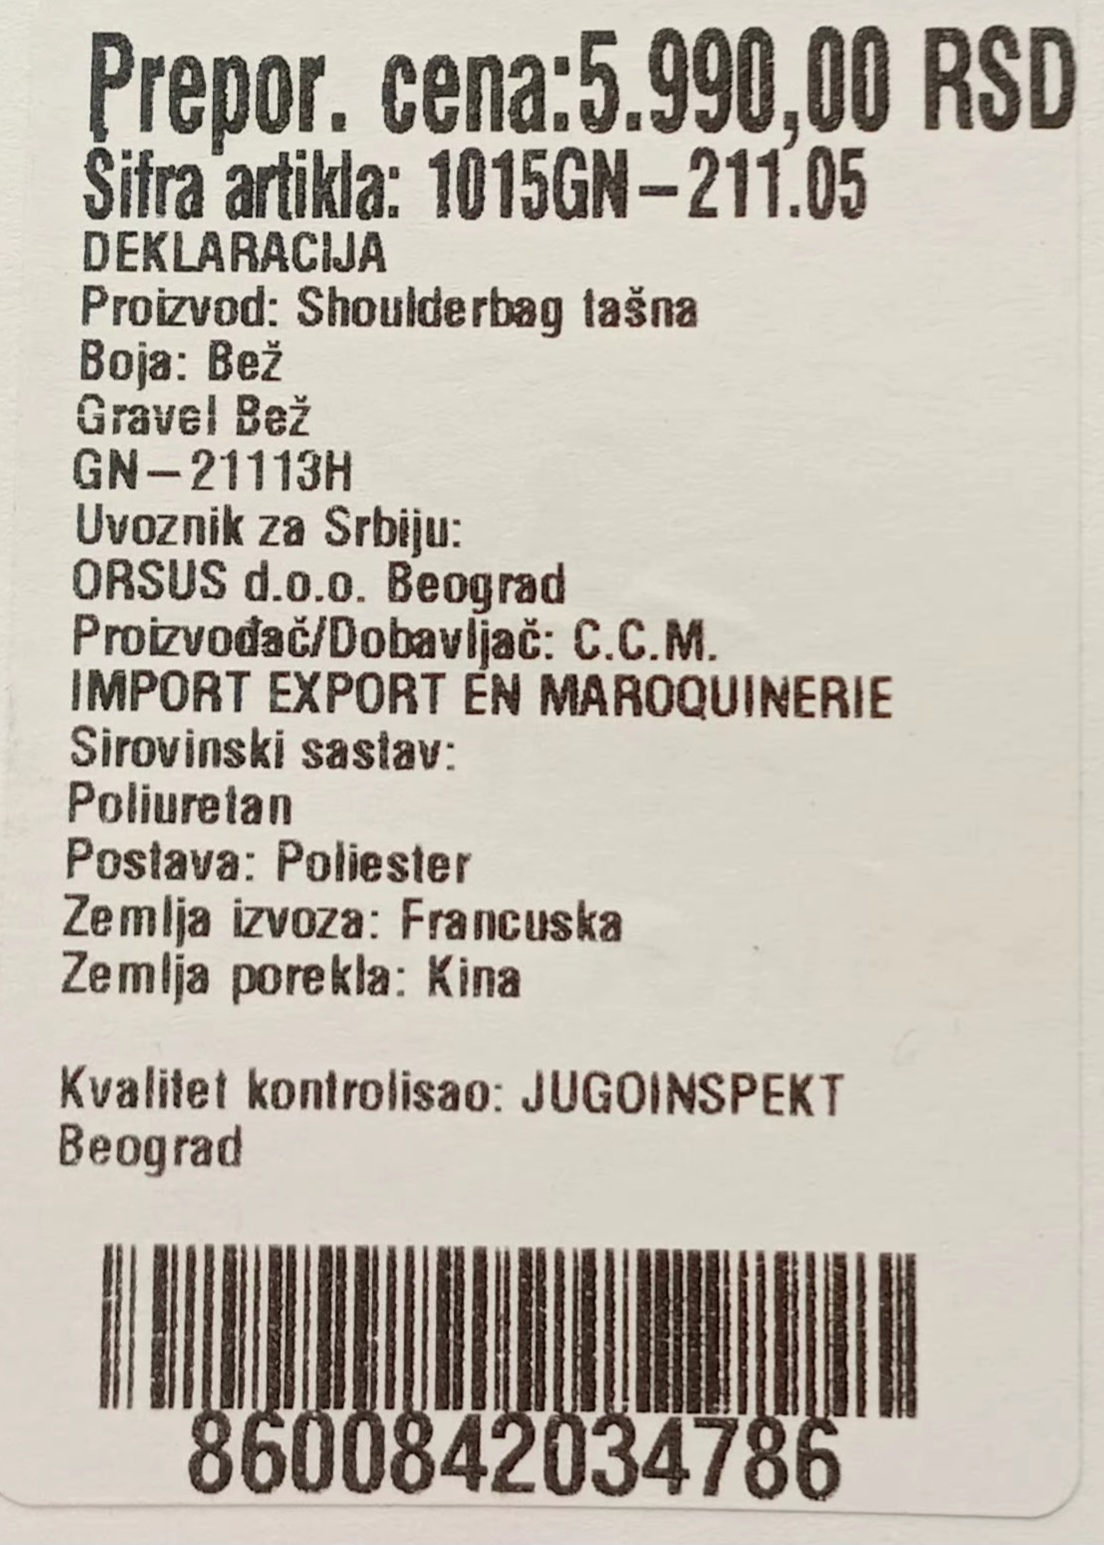 Prepor. cena:5.990,00 RSD
Šifra artikla: 1015GN-211.05
DEKLARACIJA
Proizvod: Shoulderbag tašna
Boja: Bež
Gravel Bež
GN-21113H
Uvoznik za Srbiju:
ORSUS d.o.o. Beograd
Proizvođač/Dobavljač: C.C.M.
IMPORT EXPORT EN MAROQUINERIE
Sirovinski sastav:
Poliuretan
Postava: Poliester
Zemlja izvoza: Francuska
Zemlja porekla: Kina
Kvalitet kontrolisao: JUGOINSPEKT
Beograd
8600842034786